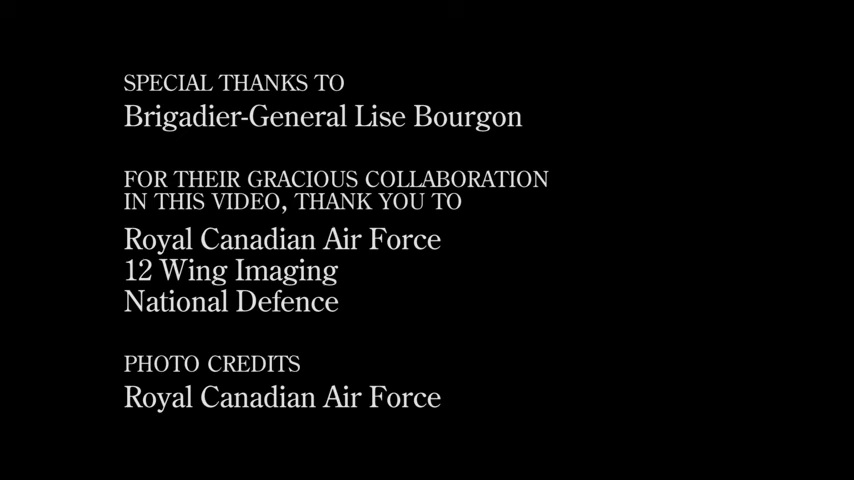 SPECIAL THANKS TO
Brigadier-General Lise Bourgon
FOR THEIR GRACIOUS COLLABORATION
IN THIS VIDEO, THANK YOU TO
Royal Canadian Air Force
12 Wing Imaging
National Defence
PHOTO CREDITS
Royal Canadian Air Force